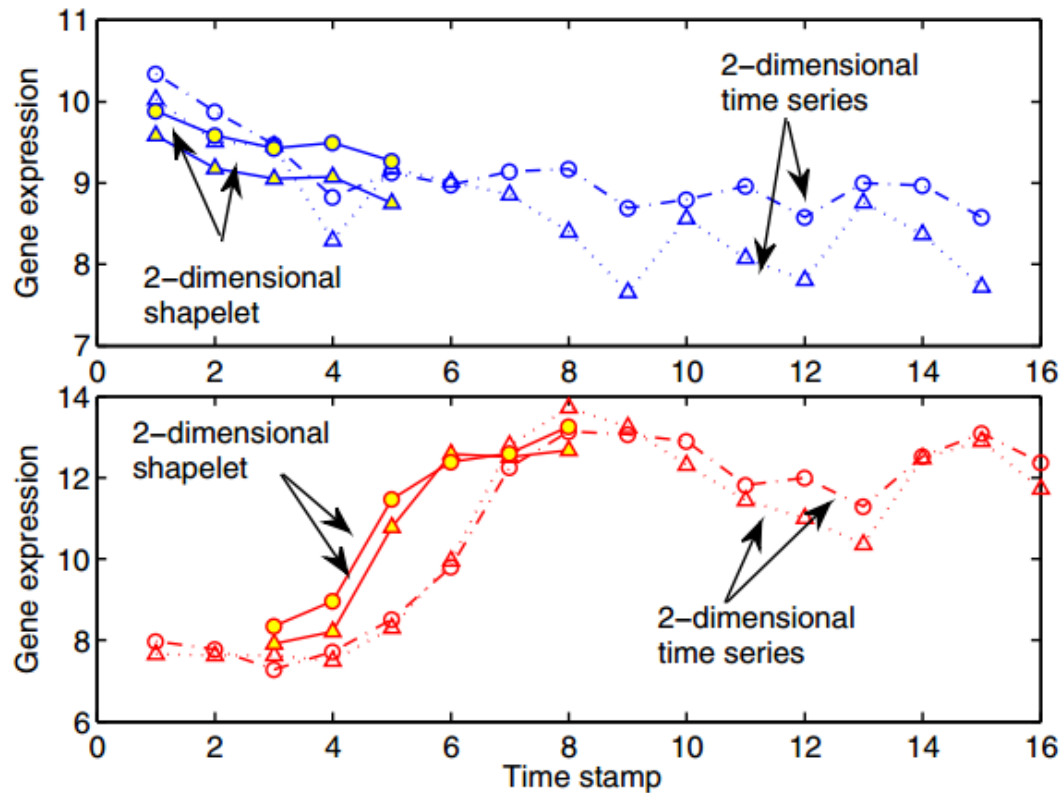 11
10
9
8
7
Gene expression
2−dimensional
time series
2−dimensional
shapelet
0 2 4 6 8 10 12 14 16
14
12
10
8
6
Gene expression
2−dimensional
shapelet
2−dimensional
time series
0 2 4 6 8 10 12 14 16
Time stamp